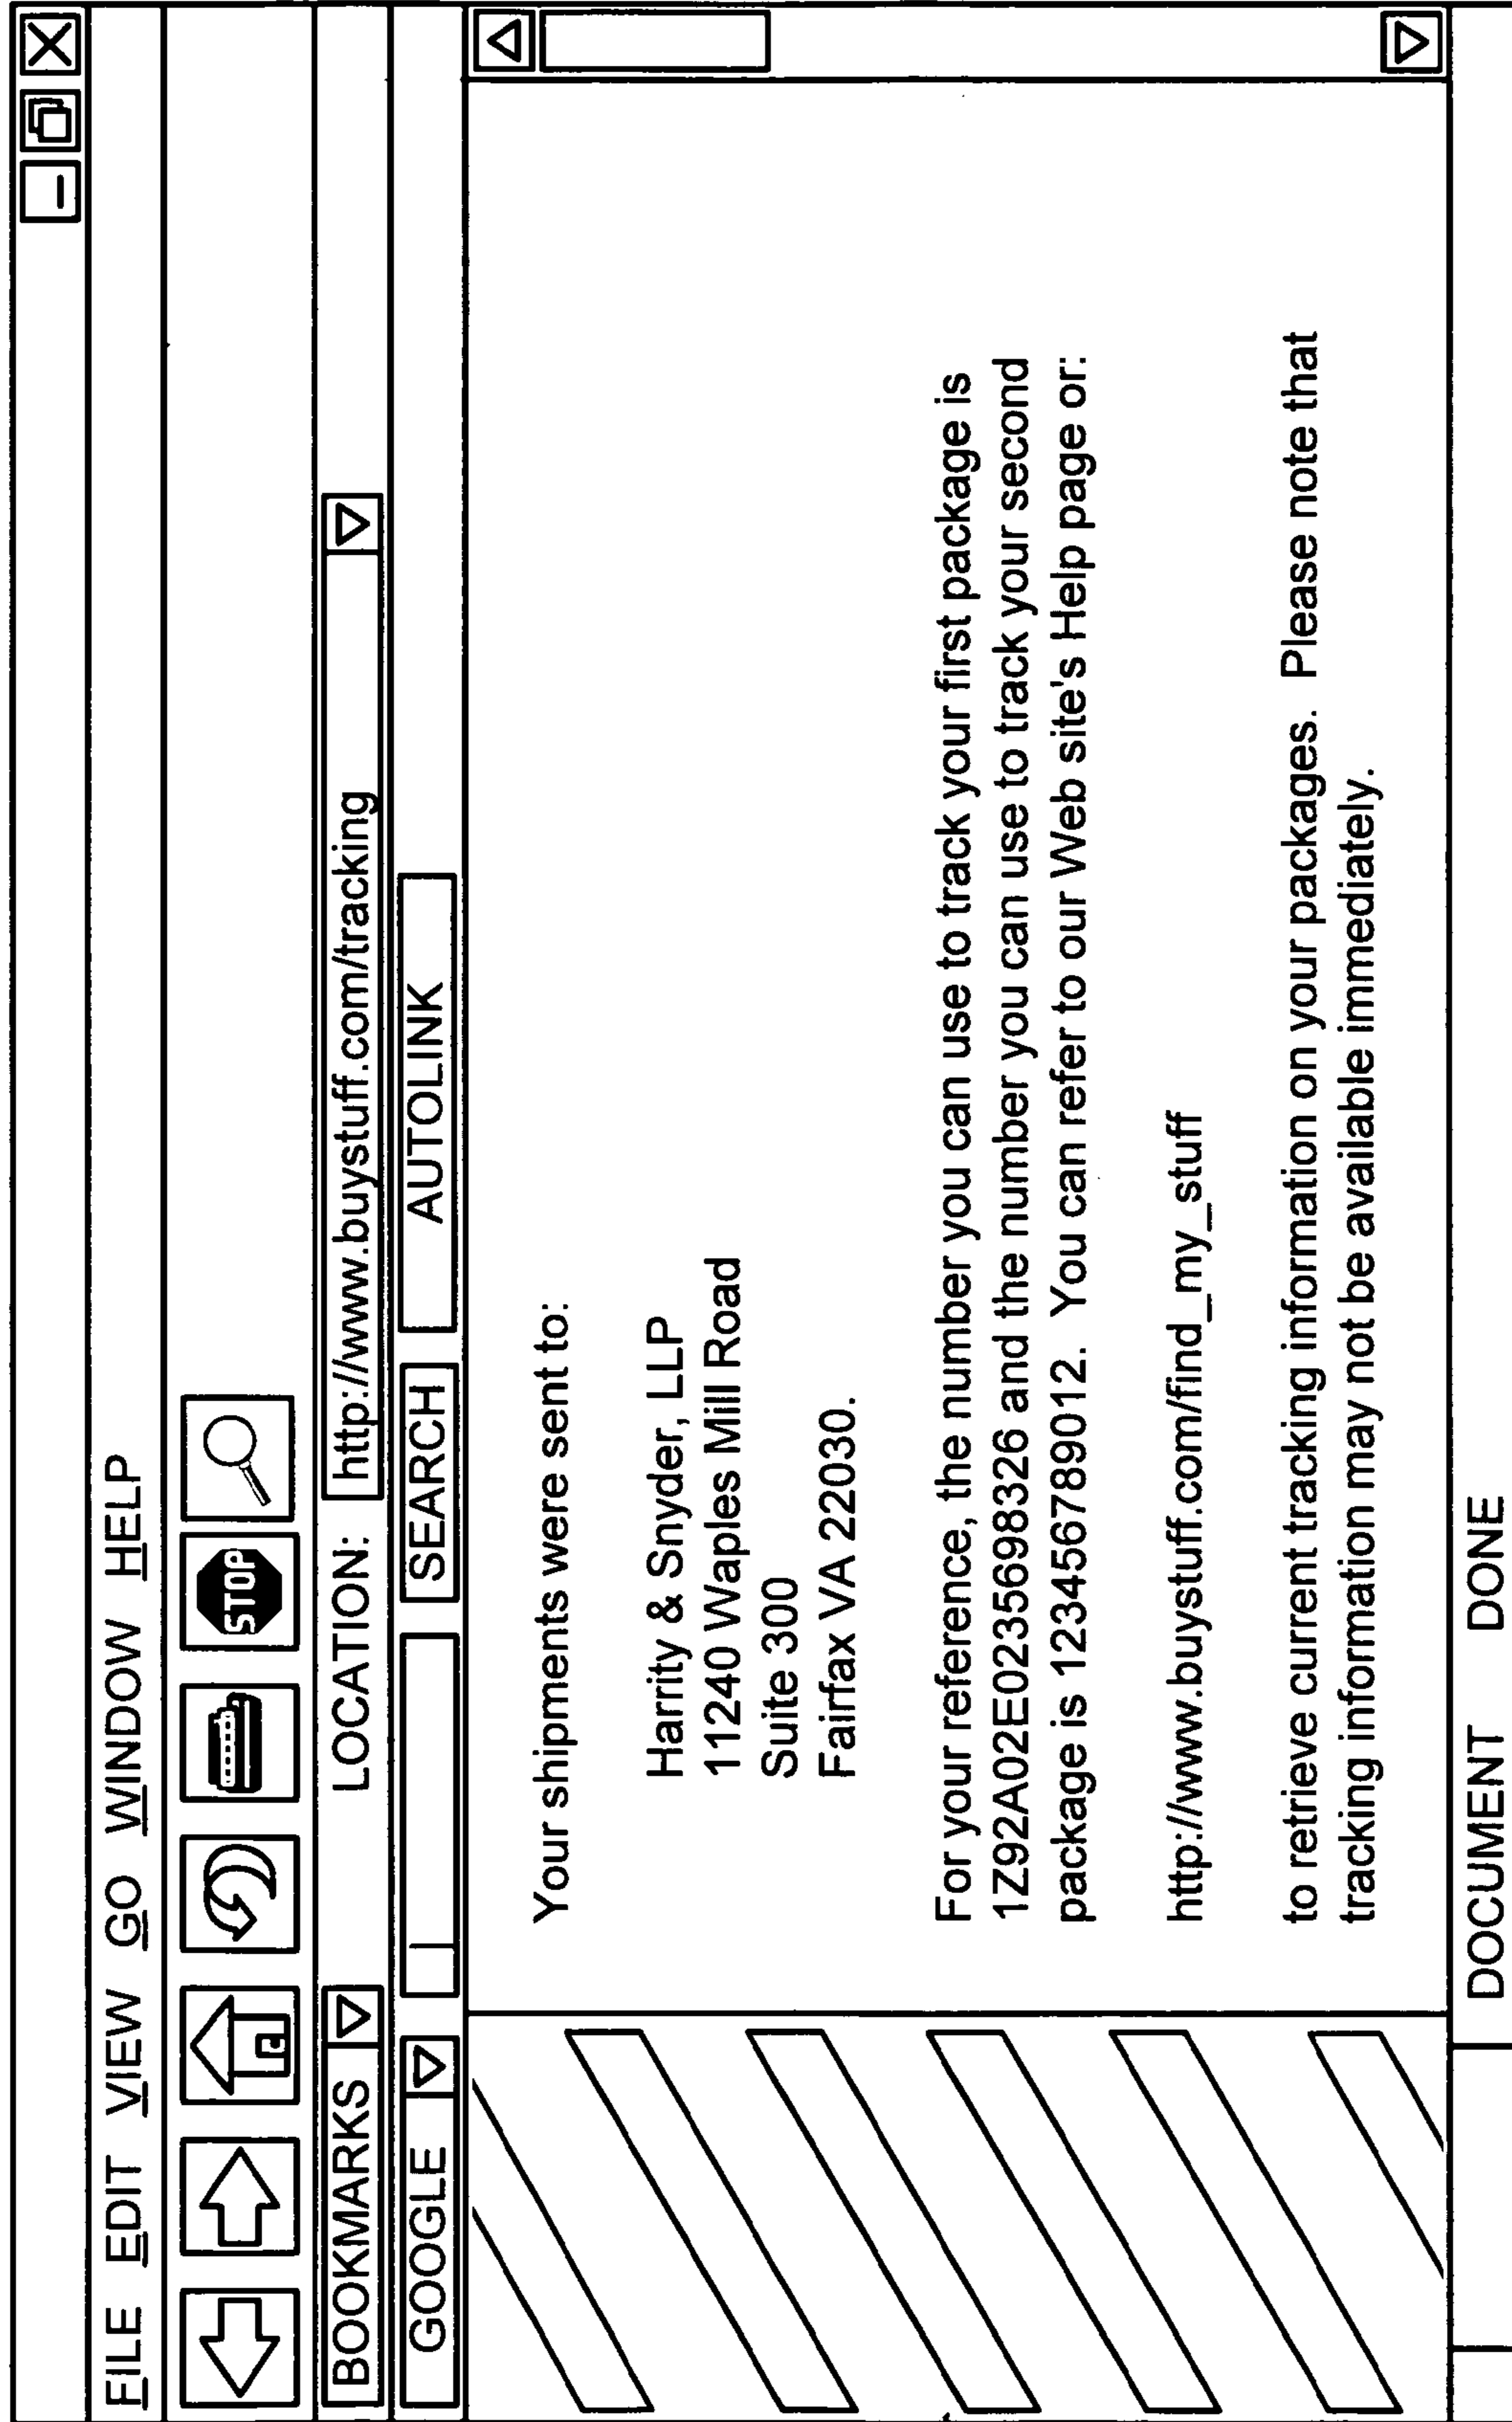 FILE EDIT VIEW GO WINDOW HELP
STOP
BOOKMARKS LOCATION: http://www.buystuff.com/tracking
GOOGLE SEARCH AUTOLINK
Your shipments were sent to:
Harrity & Snyder, LLP
11240 Waples Mill Road
Suite 300
Fairfax VA 22030.
For your reference, the number you can use to track your first package is
1Z92A02E0235698326 and the number you can use to track your second
package is 123456789012. You can refer to our Web site's Help page or:
http://www.buystuff.com/find_my_stuff
to retrieve current tracking information on your packages. Please note that
tracking information may not be available immediately.
DOCUMENT DONE